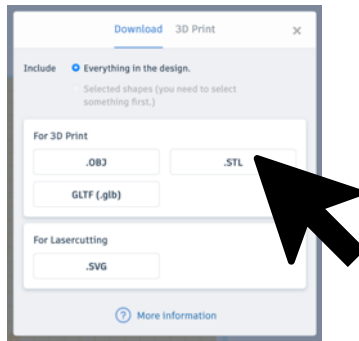 Download 3D Print ×
Include Everything in the design.
Selected shapes (you need to select
something first.)
For 3D Print
.OBJ .STL
GLTF (.glb)
For Lasercutting
.SVG
? More information